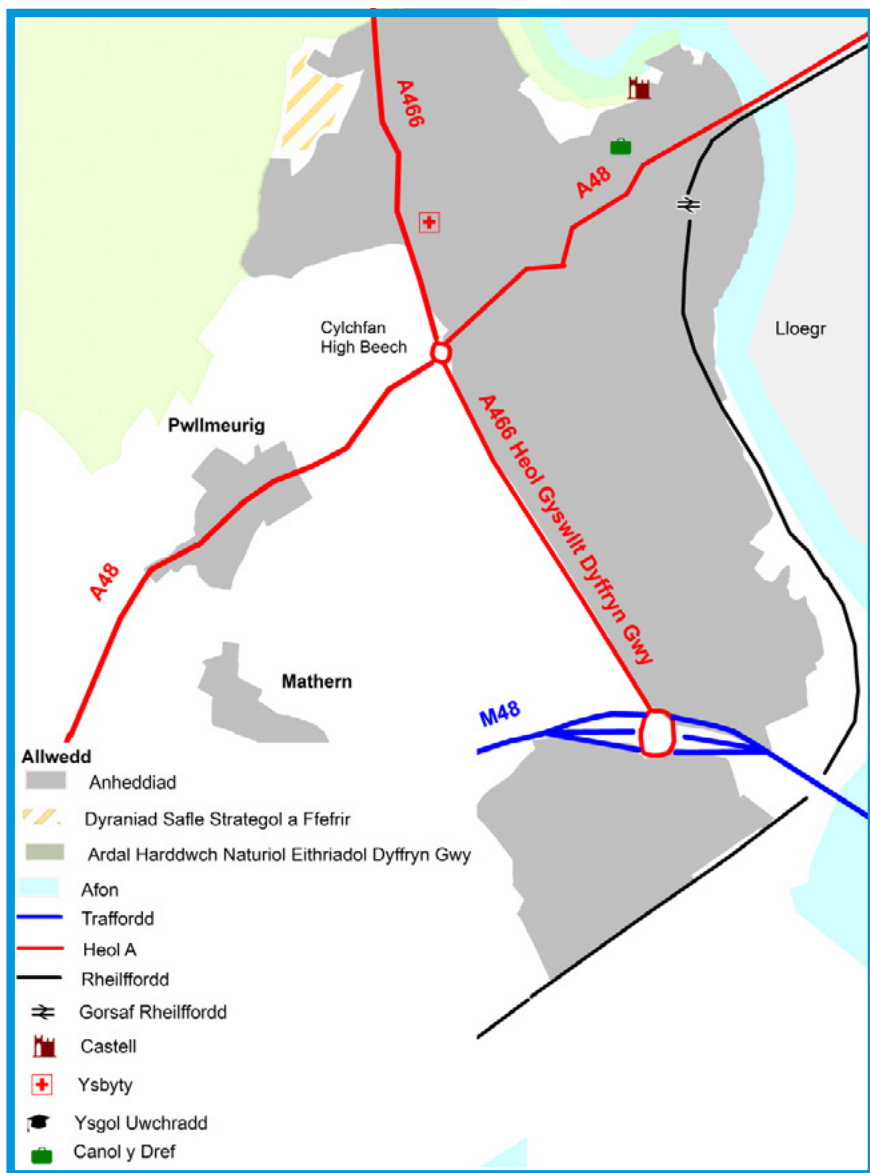 A466
A48
Cylchfan
High Beech
Lloegr
A466 Heol Gyswllt Dyffryn Gwy
Pwllmeurig
A48
Mathern
M48
Allwedd
Anheddiad
Dyraniad Safle Strategol a Ffefrir
Ardal Harddwch Naturiol Eithriadol Dyffryn Gwy
Afon
Traffordd
Heol A
Rheilffordd
Gorsaf Rheilffordd
Castell
Ysbyty
Ysgol Uwchradd
Canol y Dref